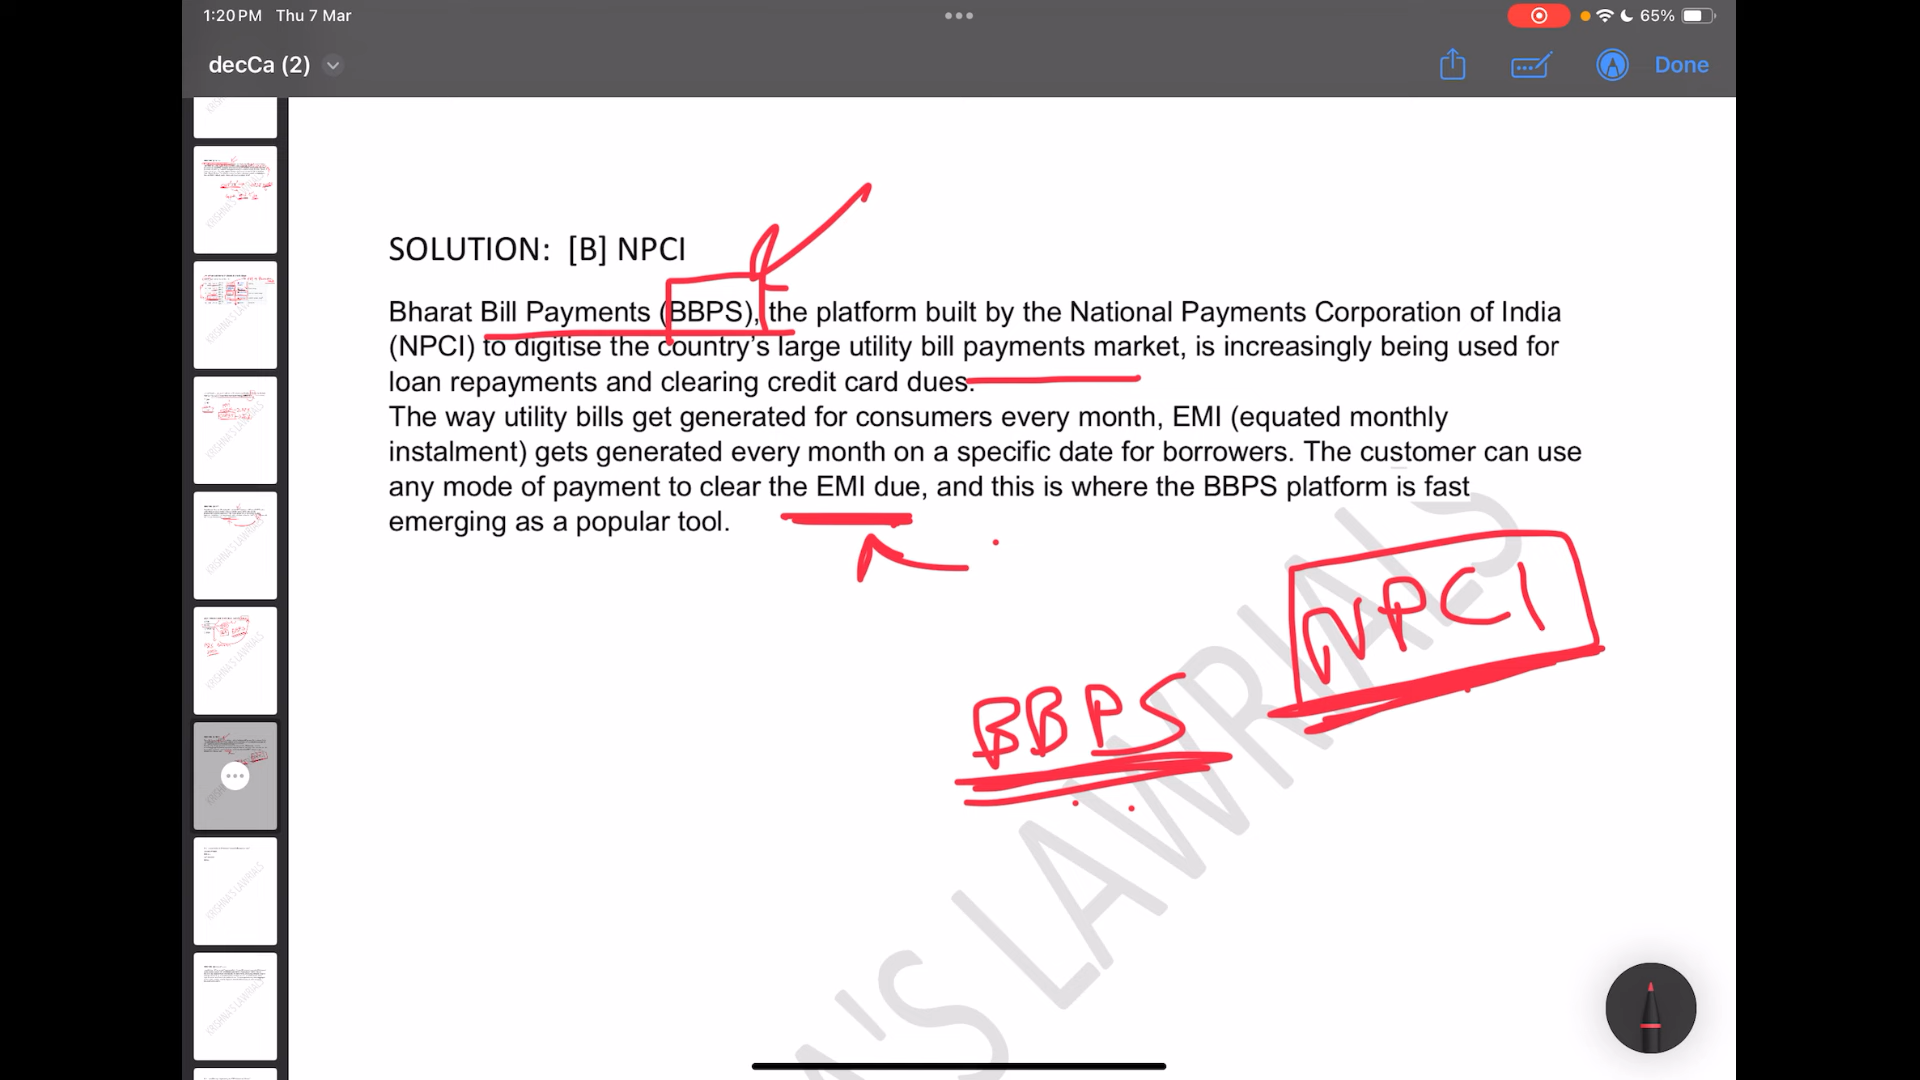 1:20 PM Thu 7 Mar
65%
decCa (2)
Done
SOLUTION: [B] NPCI
Bharat Bill Payments (BBPS), the platform built by the National Payments Corporation of India
(NPCI) to digitise the country's large utility bill payments market, is increasingly being used for
loan repayments and clearing credit card dues.
The way utility bills get generated for consumers every month, EMI (equated monthly
instalment) gets generated every month on a specific date for borrowers. The customer can use
any mode of payment to clear the EMI due, and this is where the BBPS platform is fast
emerging as a popular tool.
NPCI
BBPS
A'S LAWRIALS